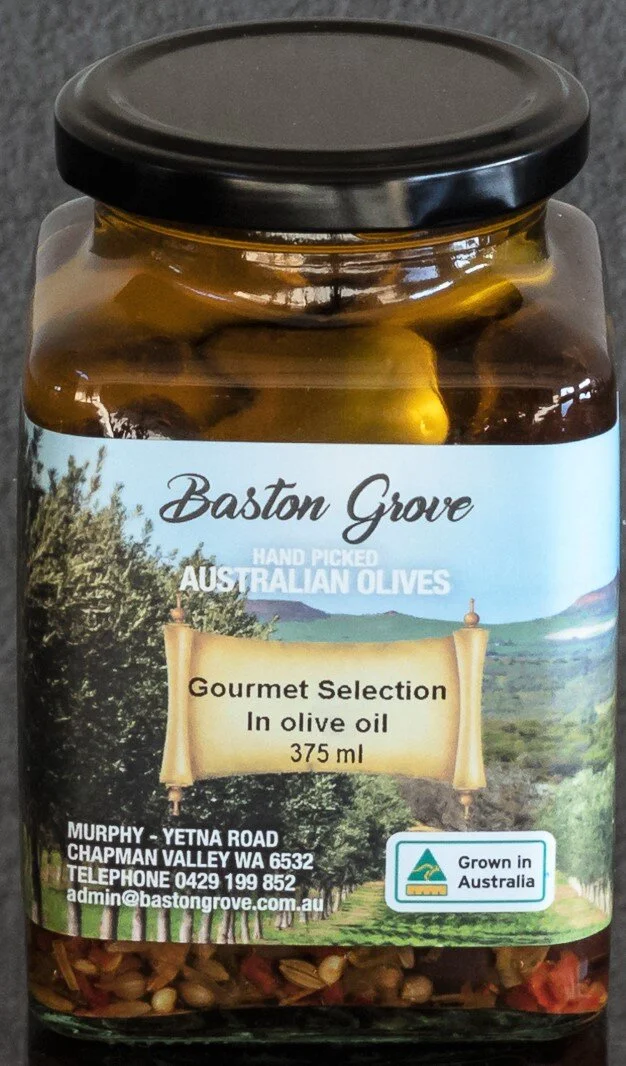 Baston Grove
HAND PICKED
AUSTRALIAN OLIVES
Gourmet Selection
In olive oil
375 ml
MURPHY - YETNA ROAD
CHAPMAN VALLEY WA 6532
TELEPHONE 0429 199 852
admin@bastongrove.com.au
Grown in
Australia